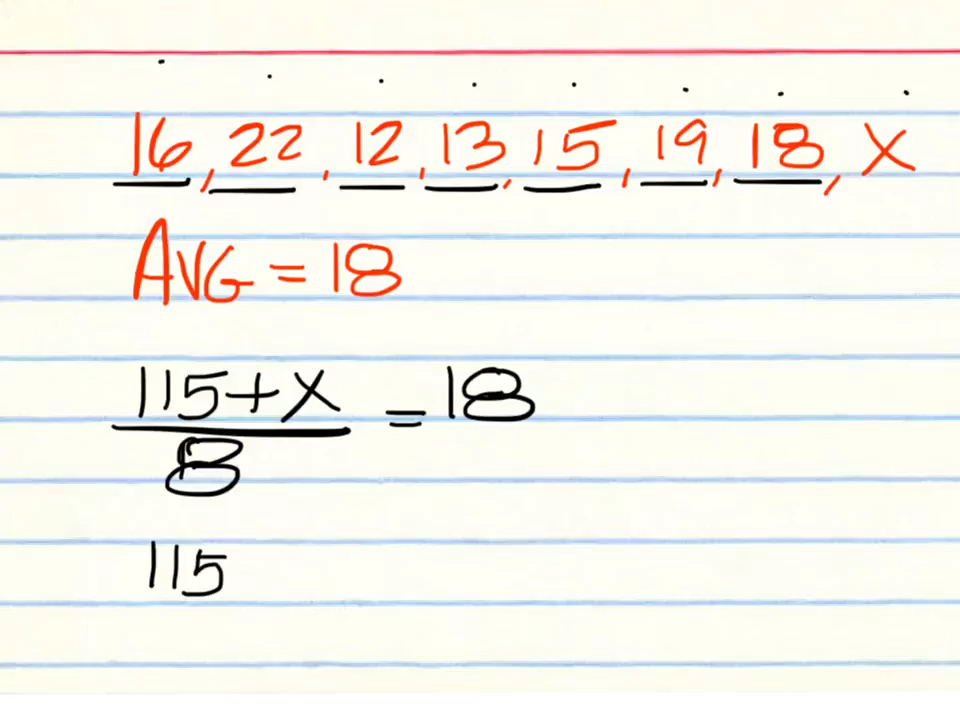 16, 22, 12, 13, 15, 19, 18, X
AVG = 18
115+X = 18
8
115